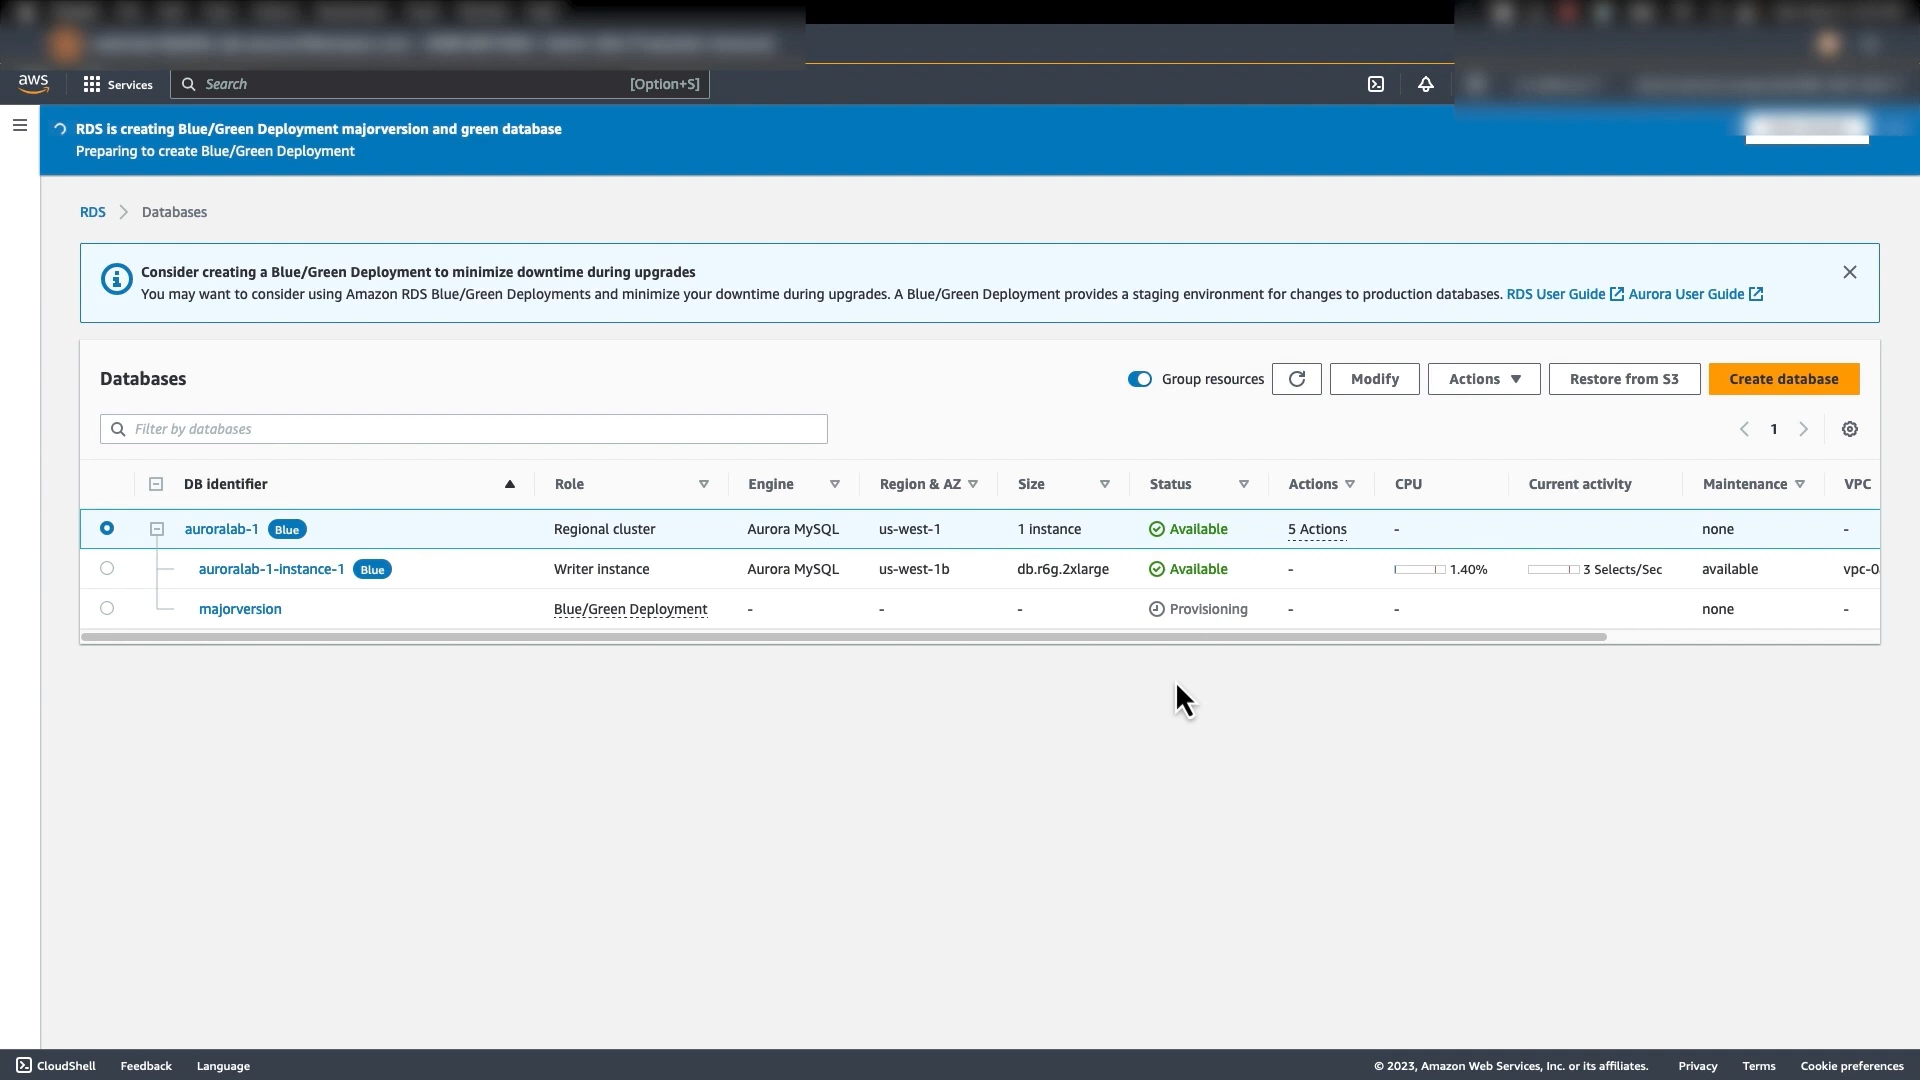 aws
Services
Search
[Option+S]
RDS is creating Blue/Green Deployment majorversion and green database
Preparing to create Blue/Green Deployment
RDS
Databases
Consider creating a Blue/Green Deployment to minimize downtime during upgrades
You may want to consider using Amazon RDS Blue/Green Deployments and minimize your downtime during upgrades. A Blue/Green Deployment provides a staging environment for changes to production databases. RDS User Guide Aurora User Guide
Databases
Group resources
Modify
Actions
Restore from S3
Create database
Filter by databases
1
DB identifier Role Engine Region & AZ Size Status Actions CPU Current activity Maintenance VPC
auroralab-1 Blue Regional cluster Aurora MySQL us-west-1 1 instance Available 5 Actions - none -
auroralab-1-instance-1 Blue Writer instance Aurora MySQL us-west-1b db.r6g.2xlarge Available - 1.40% 3 Selects/Sec available vpc-0
majorversion Blue/Green Deployment - - - Provisioning - - none -
CloudShell
Feedback
Language
© 2023, Amazon Web Services, Inc. or its affiliates.
Privacy
Terms
Cookie preferences